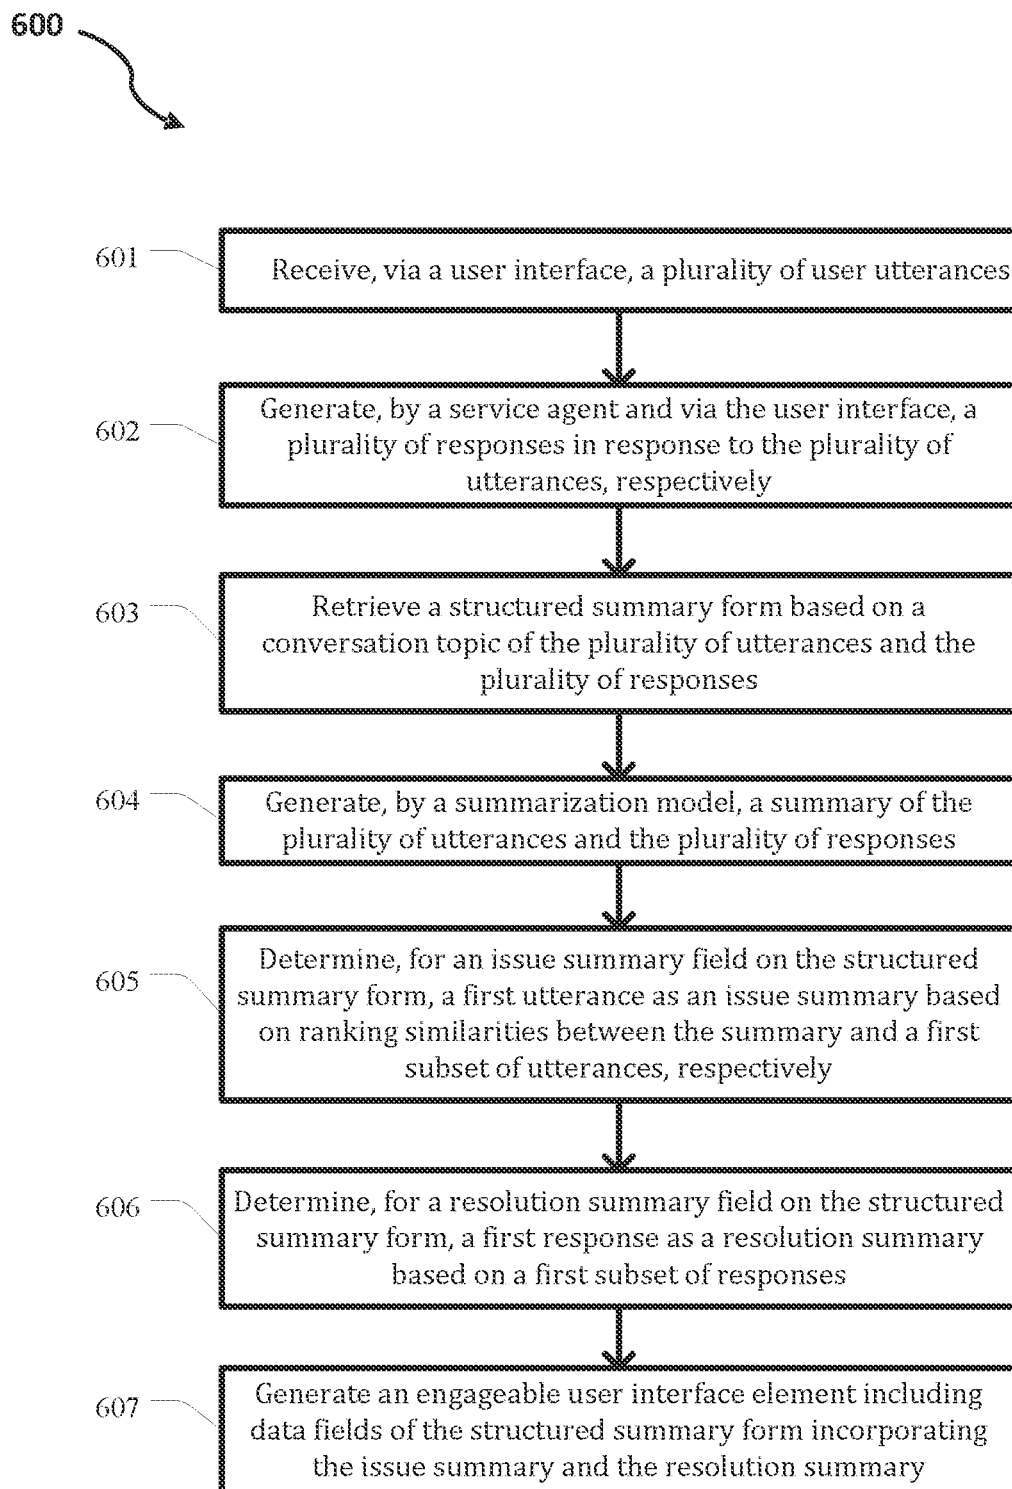 600
601
Receive, via a user interface, a plurality of user utterances
602
Generate, by a service agent and via the user interface, a
plurality of responses in response to the plurality of
utterances, respectively
603
Retrieve a structured summary form based on a
conversation topic of the plurality of utterances and the
plurality of responses
604
Generate, by a summarization model, a summary of the
plurality of utterances and the plurality of responses
605
Determine, for an issue summary field on the structured
summary form, a first utterance as an issue summary based
on ranking similarities between the summary and a first
subset of utterances, respectively
606
Determine, for a resolution summary field on the structured
summary form, a first response as a resolution summary
based on a first subset of responses
607
Generate an engageable user interface element including
data fields of the structured summary form incorporating
the issue summary and the resolution summary